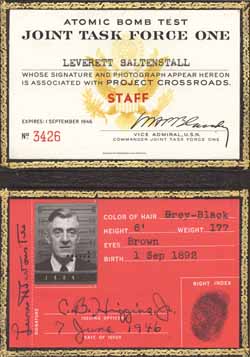 ATOMIC BOMB TEST
JOINT TASK FORCE ONE
LEVERETT SALTENSTALL
WHOSE SIGNATURE AND PHOTOGRAPH APPEAR HEREON
IS ASSOCIATED WITH PROJECT CROSSROADS.
STAFF
EXPIRES: 1 SEPTEMBER 1946
VICE ADMIRAL, U.S.N.
COMMANDER JOINT TASK FORCE ONE
No 3426
COLOR OF HAIR Grey-Black
HEIGHT 6' WEIGHT 177
EYES Brown
BIRTH 1 Sep 1892
RIGHT INDEX
SIGNATURE
C.B. Higgins Jr.
ISSUING OFFICER
7 June 1946
DATE OF ISSUE